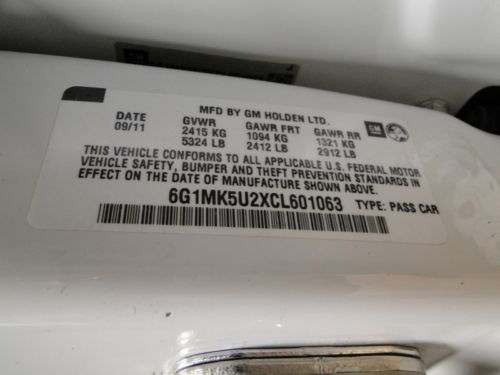 MFD BY GM HOLDEN LTD.
DATE GVWR GAWR FRT GAWR RR
09/11 2415 KG 1094 KG 1321 KG
5324 LB 2412 LB 2912 LB
GM
THIS VEHICLE CONFORMS TO ALL APPLICABLE U.S. FEDERAL MOTOR
VEHICLE SAFETY, BUMPER AND THEFT PREVENTION STANDARDS IN
EFFECT ON THE DATE OF MANUFACTURE SHOWN ABOVE.
6G1MK5U2XCL601063 TYPE: PASS CAR